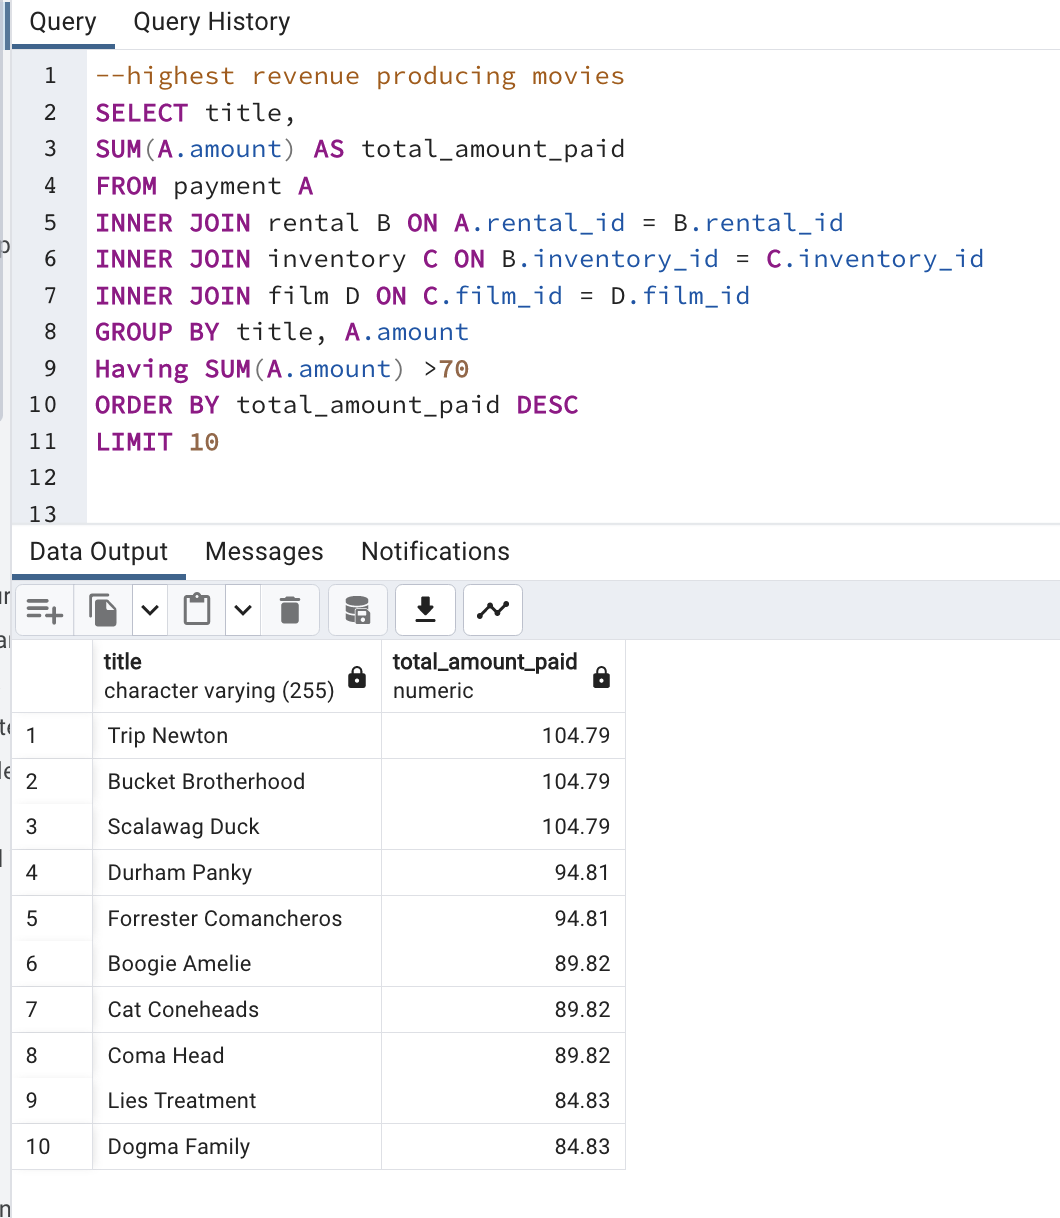 Query Query History
1 --highest revenue producing movies
2 SELECT title,
3 SUM(A.amount) AS total_amount_paid
4 FROM payment A
5 INNER JOIN rental B ON A.rental_id = B.rental_id
6 INNER JOIN inventory C ON B.inventory_id = C.inventory_id
7 INNER JOIN film D ON C.film_id = D.film_id
8 GROUP BY title, A.amount
9 Having SUM(A.amount) >70
10 ORDER BY total_amount_paid DESC
11 LIMIT 10
12
13
Data Output Messages Notifications
title total_amount_paid
character varying (255) numeric
1 Trip Newton 104.79
2 Bucket Brotherhood 104.79
3 Scalawag Duck 104.79
4 Durham Panky 94.81
5 Forrester Comancheros 94.81
6 Boogie Amelie 89.82
7 Cat Coneheads 89.82
8 Coma Head 89.82
9 Lies Treatment 84.83
10 Dogma Family 84.83